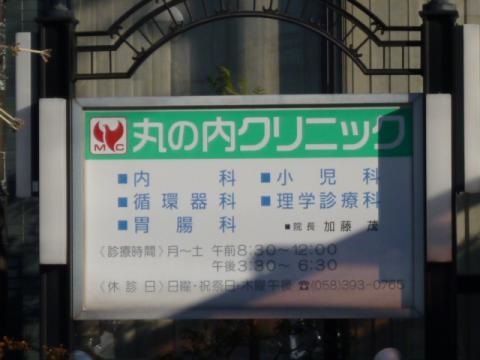 MC 丸の内クリニック
■内科 ■小児科
■循環器科 ■理学診療科
■胃腸科 ■院長 加藤 茂
〈診療時間〉月〜土 午前8:30〜12:00
午後3:30〜6:30
〈休診日〉日曜・祝祭日・木曜午後 ☎(058)393-0765